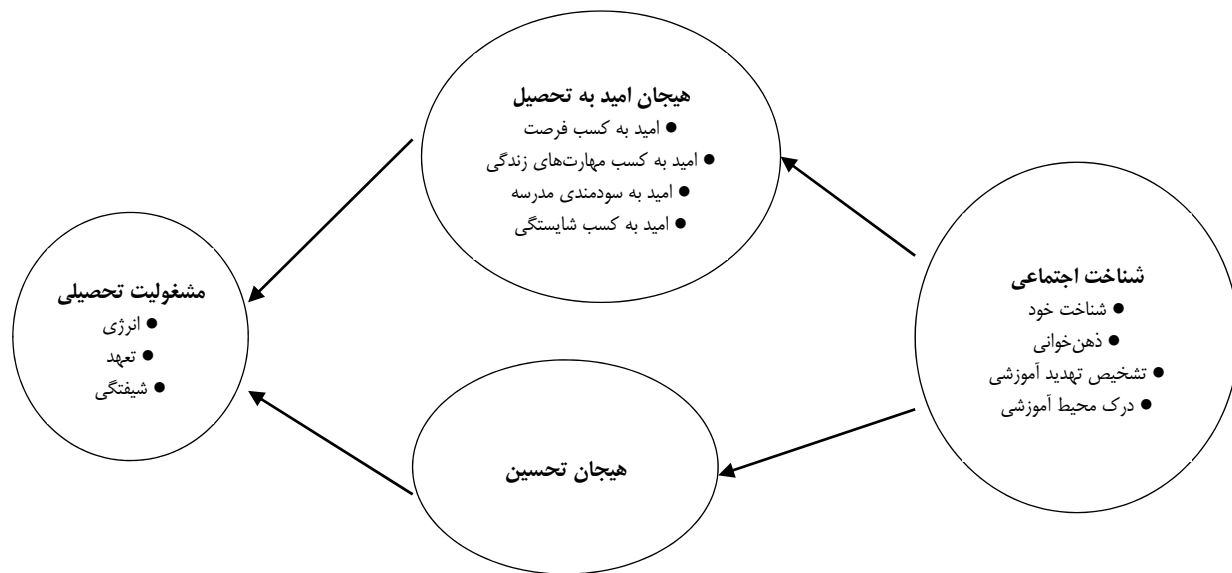 شناخت اجتماعی
● شناخت خود
● ذهن‌خوانی
● تشخیص تهدید آموزشی
● درک محیط آموزشی
هیجان امید به تحصیل
● امید به کسب فرصت
● امید به کسب مهارت‌های زندگی
● امید به سودمندی مدرسه
● امید به کسب شایستگی
هیجان تحسین
مشغولیت تحصیلی
● انرژی
● تعهد
● شیفتگی